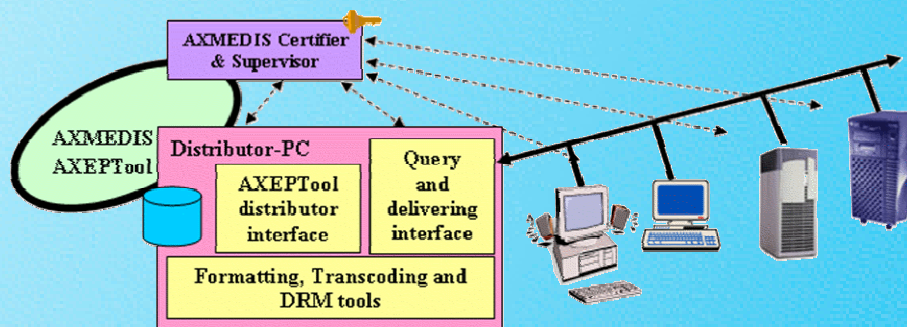 AXMEDIS Certifier
& Supervisor
AXMEDIS
AXEPTool
Distributor-PC
AXEPTool
distributor
interface
Query
and
delivering
interface
Formatting, Transcoding and
DRM tools